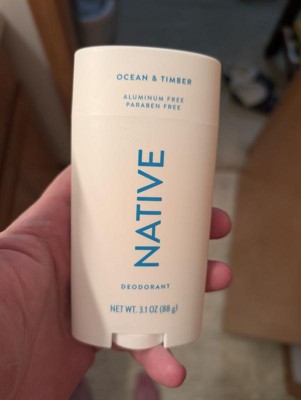 OCEAN & TIMBER
ALUMINUM FREE
PARABEN FREE
NATIVE
DEODORANT
NET WT. 3.1 OZ (88 g)